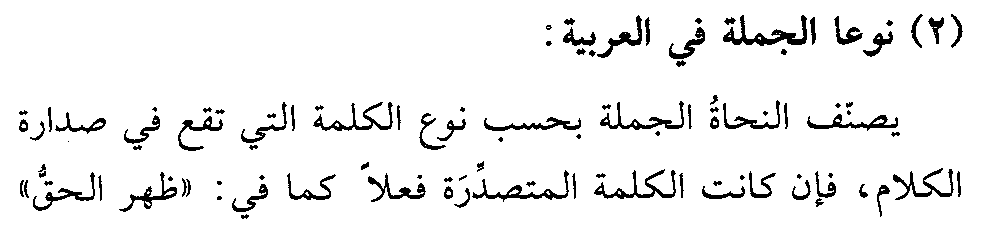 (٢) نوعا الجملة في العربية:
يصنّف النحاةُ الجملة بحسب نوع الكلمة التي تقع في صدارة
الكلام، فإن كانت الكلمة المتصدِّرَة فعلاً كما في: «ظهر الحقُّ»